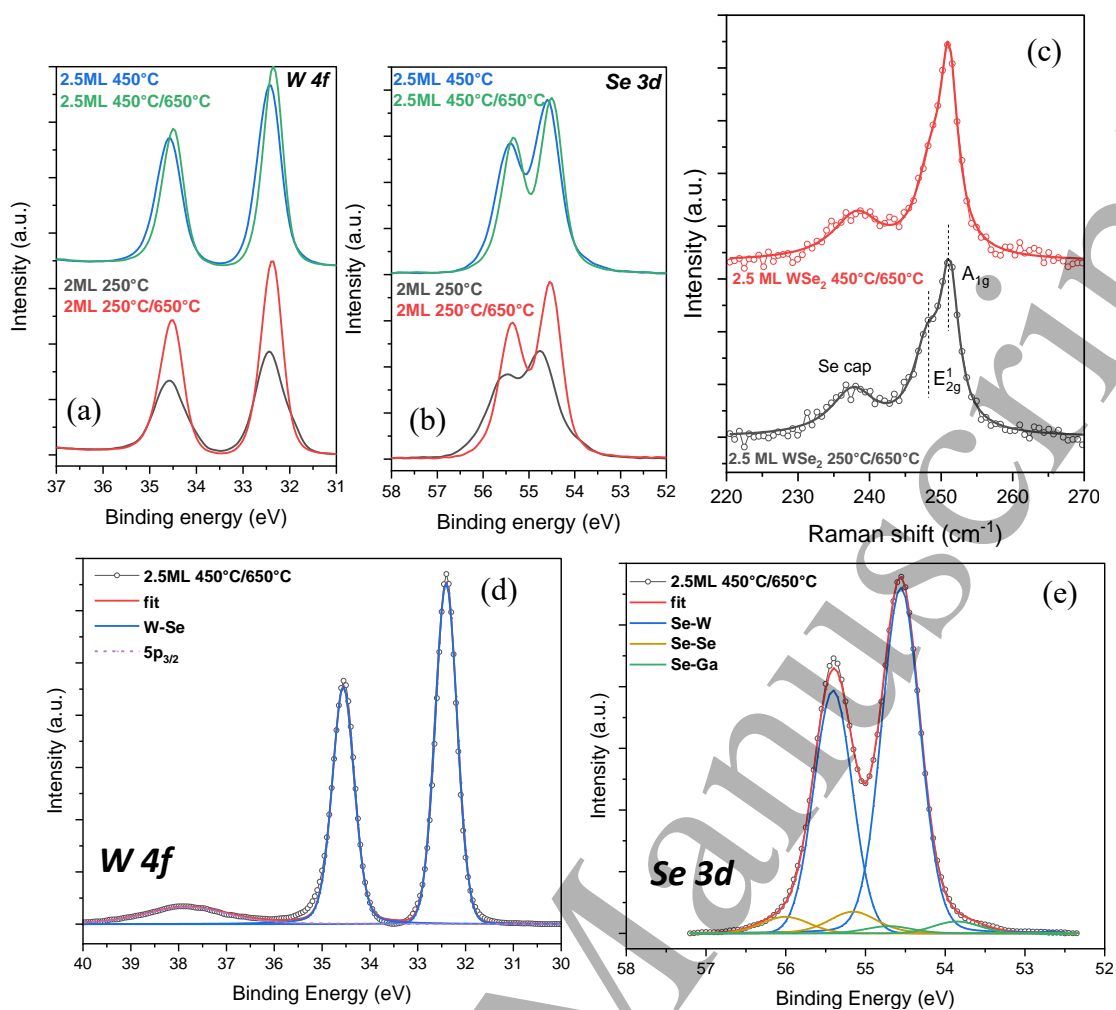 2.5ML 450°C
2.5ML 450°C/650°C
W 4f
2ML 250°C
2ML 250°C/650°C
(a)
Intensity (a.u.)
37 36 35 34 33 32 31
Binding energy (eV)
2.5ML 450°C
2.5ML 450°C/650°C
Se 3d
2ML 250°C
2ML 250°C/650°C
(b)
Intensity (a.u.)
58 57 56 55 54 53 52
Binding energy (eV)
(c)
2.5 ML WSe₂ 450°C/650°C
A₁g
Se cap
E¹₂g
2.5 ML WSe₂ 250°C/650°C
Intensity (a.u.)
220 230 240 250 260 270
Raman shift (cm⁻¹)
2.5ML 450°C/650°C
fit
W-Se
5p₃/₂
(d)
W 4f
Intensity (a.u.)
40 39 38 37 36 35 34 33 32 31 30
Binding Energy (eV)
2.5ML 450°C/650°C
fit
Se-W
Se-Se
Se-Ga
(e)
Se 3d
Intensity (a.u.)
58 57 56 55 54 53 52
Binding Energy (eV)
Manuscrip